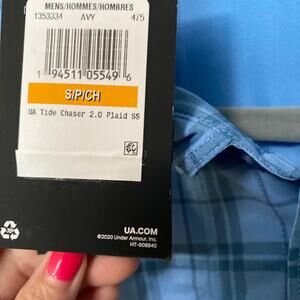 MENS/HOMMES/HOMBRES
1353334 AVY 475
1 94511 05549 6
S/P/CH
UA Tide Chaser 2.0 Plaid SS
UA.COM
©2020 Under Armour, Inc.
HT-908840